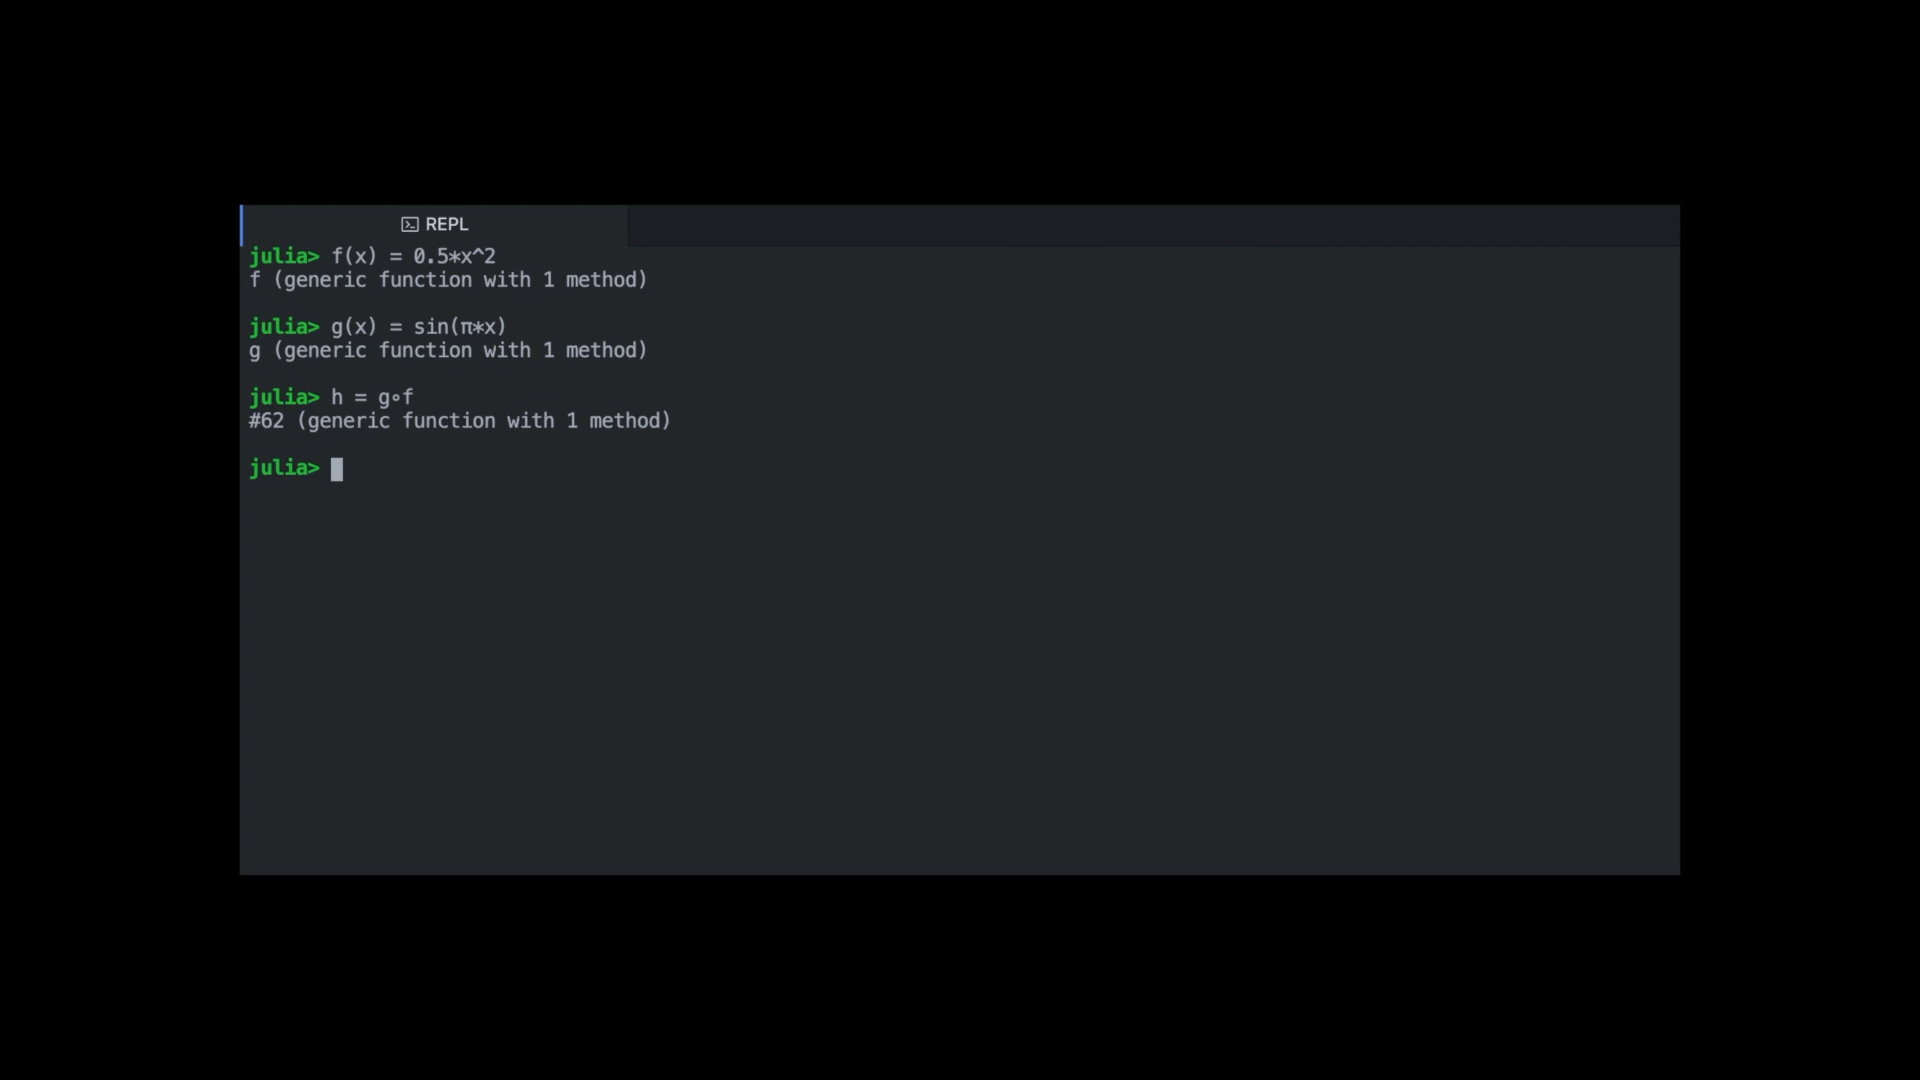 REPL
julia> f(x) = 0.5*x^2
f (generic function with 1 method)
julia> g(x) = sin(π*x)
g (generic function with 1 method)
julia> h = g∘f
#62 (generic function with 1 method)
julia>